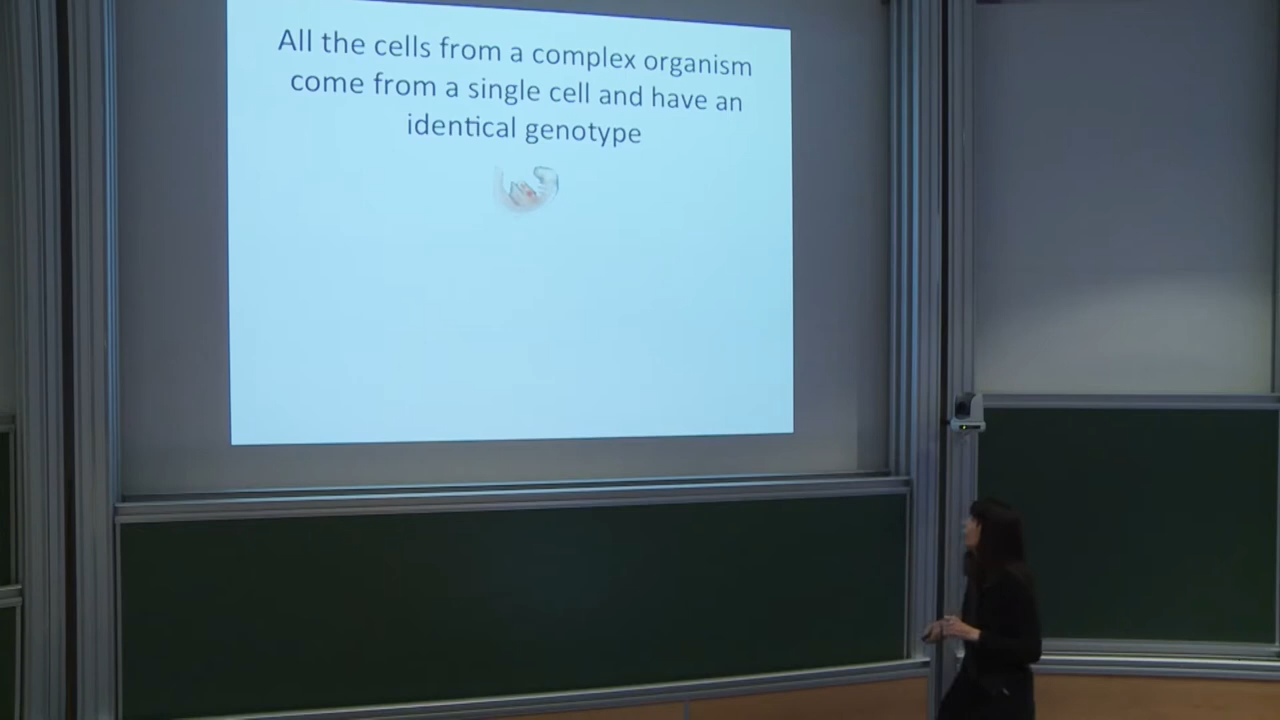 All the cells from a complex organism
come from a single cell and have an
identical genotype